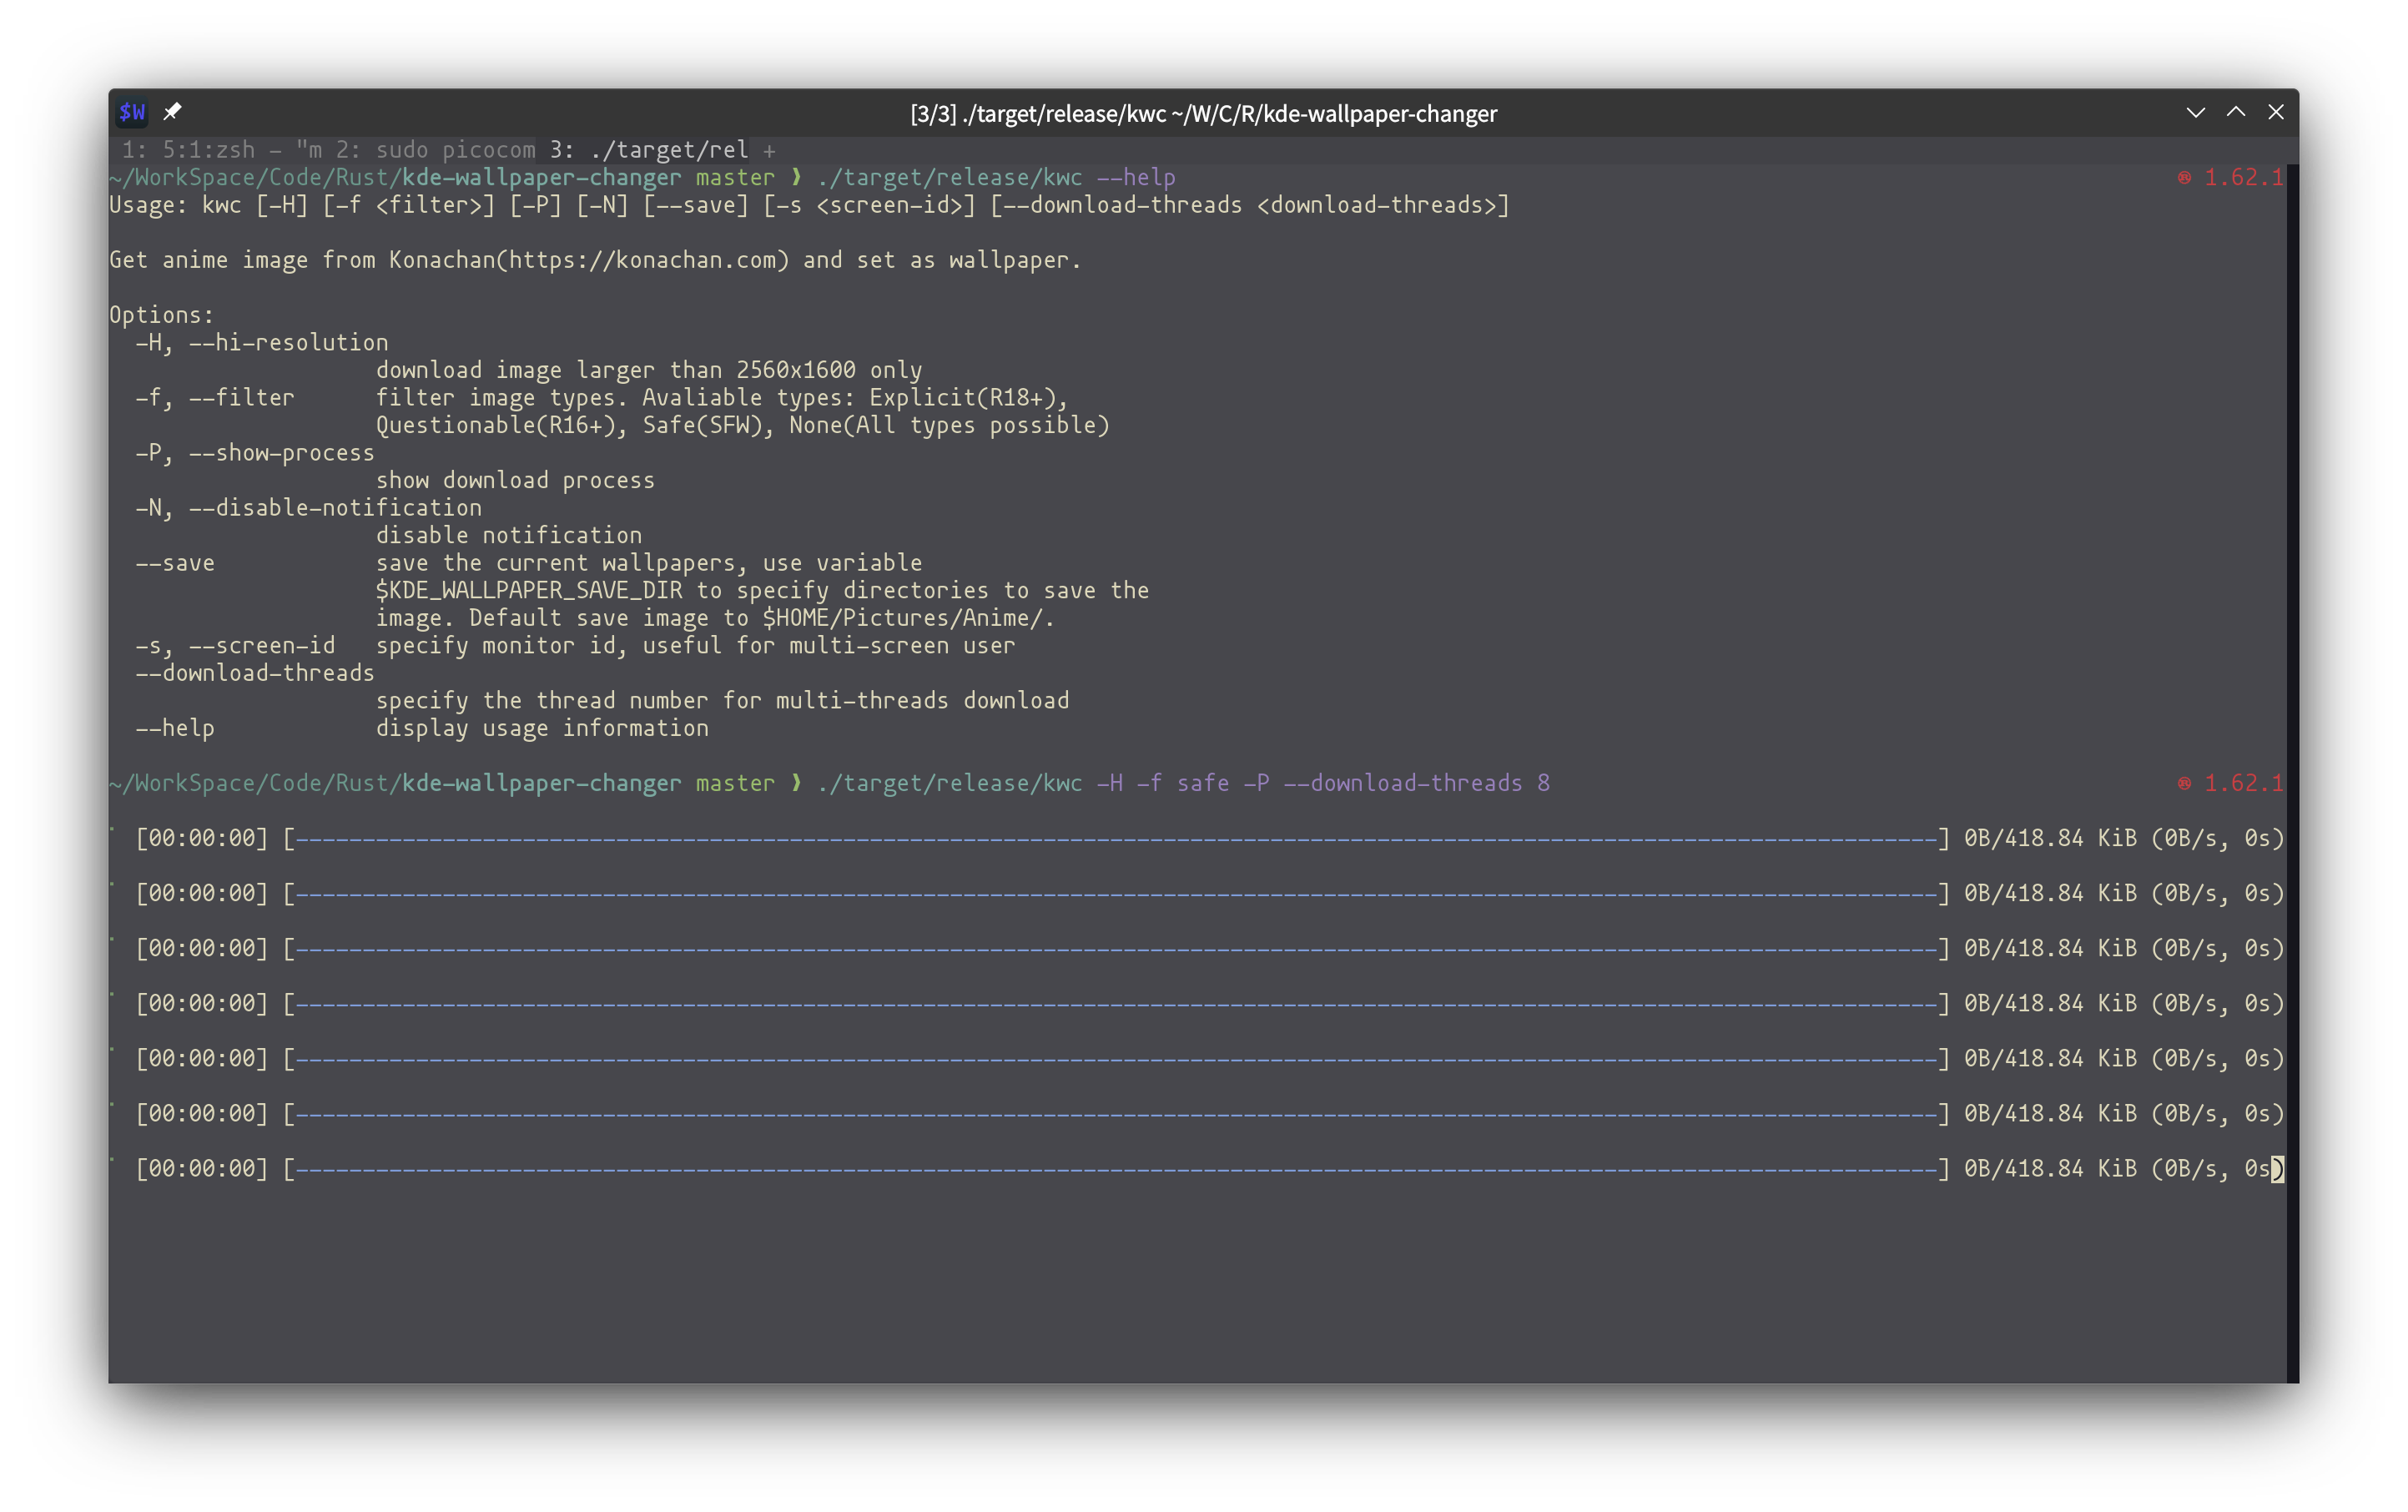 $W [3/3] ./target/release/kwc ~/W/C/R/kde-wallpaper-changer
1: 5:1:zsh - "m 2: sudo picocom 3: ./target/rel +
~/WorkSpace/Code/Rust/kde-wallpaper-changer master ❯ ./target/release/kwc --help ® 1.62.1
Usage: kwc [-H] [-f <filter>] [-P] [-N] [--save] [-s <screen-id>] [--download-threads <download-threads>]
Get anime image from Konachan(https://konachan.com) and set as wallpaper.
Options:
-H, --hi-resolution
download image larger than 2560x1600 only
-f, --filter filter image types. Avaliable types: Explicit(R18+),
Questionable(R16+), Safe(SFW), None(All types possible)
-P, --show-process
show download process
-N, --disable-notification
disable notification
--save save the current wallpapers, use variable
$KDE_WALLPAPER_SAVE_DIR to specify directories to save the
image. Default save image to $HOME/Pictures/Anime/.
-s, --screen-id specify monitor id, useful for multi-screen user
--download-threads
specify the thread number for multi-threads download
--help display usage information
~/WorkSpace/Code/Rust/kde-wallpaper-changer master ❯ ./target/release/kwc -H -f safe -P --download-threads 8 ® 1.62.1
[00:00:00] [----------] 0B/418.84 KiB (0B/s, 0s)
[00:00:00] [----------] 0B/418.84 KiB (0B/s, 0s)
[00:00:00] [----------] 0B/418.84 KiB (0B/s, 0s)
[00:00:00] [----------] 0B/418.84 KiB (0B/s, 0s)
[00:00:00] [----------] 0B/418.84 KiB (0B/s, 0s)
[00:00:00] [----------] 0B/418.84 KiB (0B/s, 0s)
[00:00:00] [----------] 0B/418.84 KiB (0B/s, 0s)